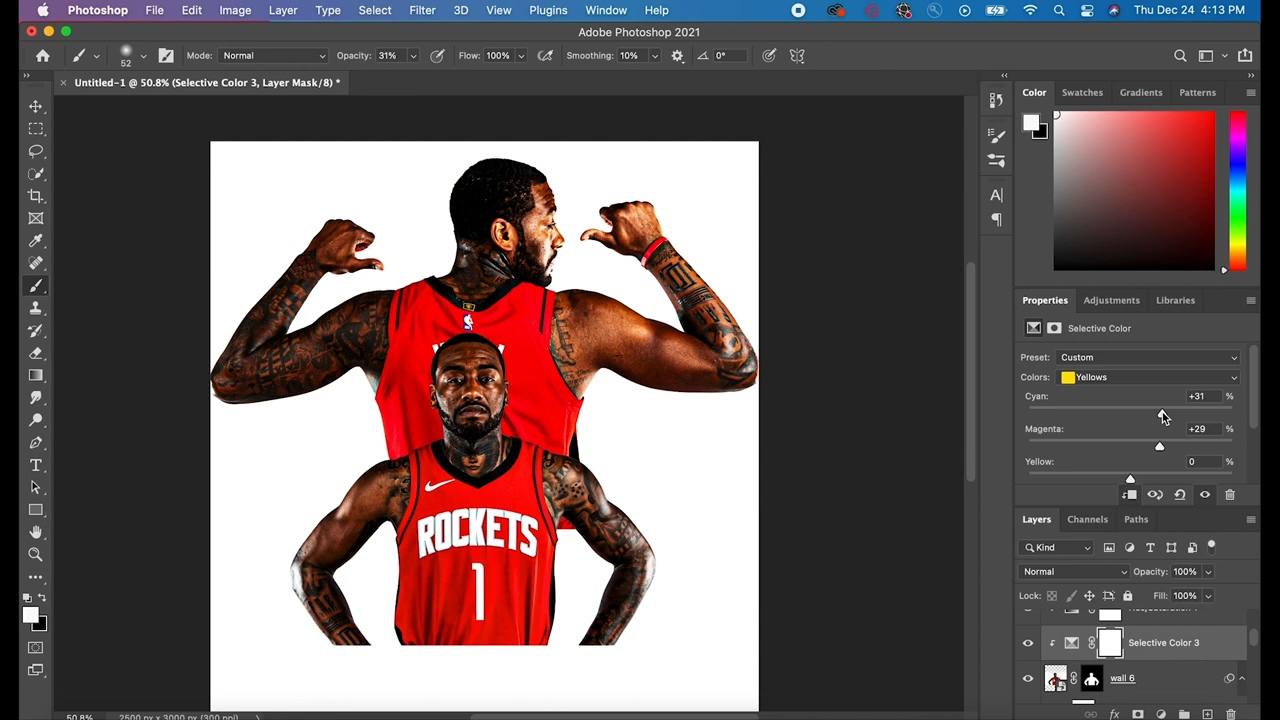 Photoshop File Edit Image Layer Type Select Filter 3D View Plugins Window Help Thu Dec 24 4:13 PM
Adobe Photoshop 2021
52 Mode: Normal Opacity: 31% Flow: 100% Smoothing: 10% 0°
Untitled-1 @ 50.8% (Selective Color 3, Layer Mask/8) *
Color Swatches Gradients Patterns
Properties Adjustments Libraries
Selective Color
Preset: Custom
Colors: Yellows
Cyan: +31 %
Magenta: +29 %
Yellow: 0 %
Layers Channels Paths
Kind
Normal Opacity: 100%
Lock: Fill: 100%
Selective Color 3
wall 6
ROCKETS
1
50.8% 2500 px x 3000 px (300 ppi)